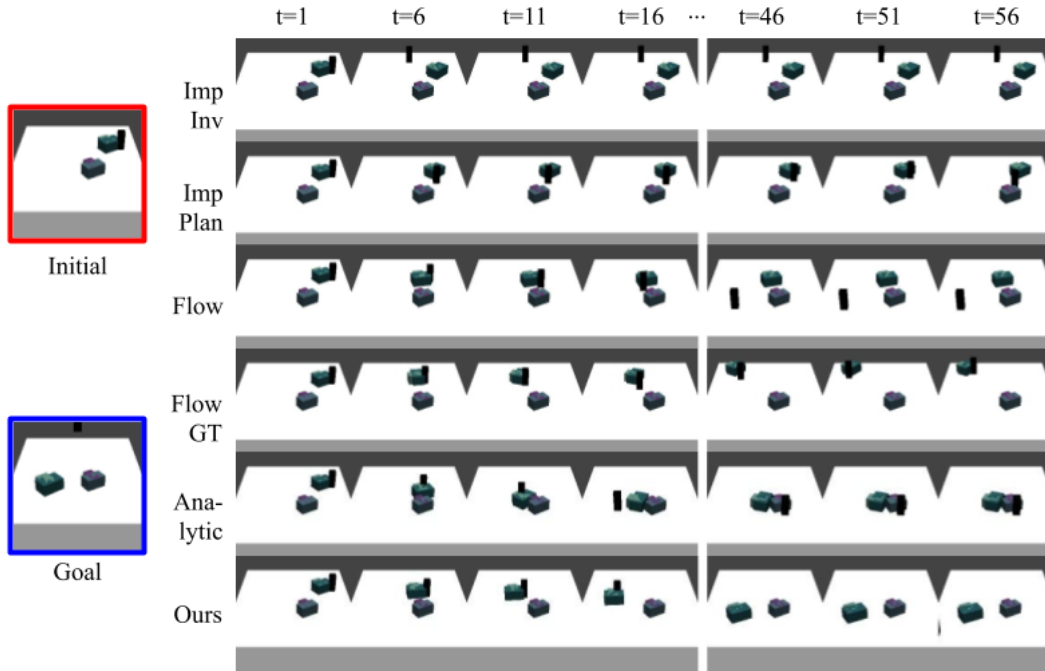 t=1 t=6 t=11 t=16 ... t=46 t=51 t=56
Imp
Inv
Imp
Plan
Initial
Flow
Flow
GT
Ana-
lytic
Goal
Ours